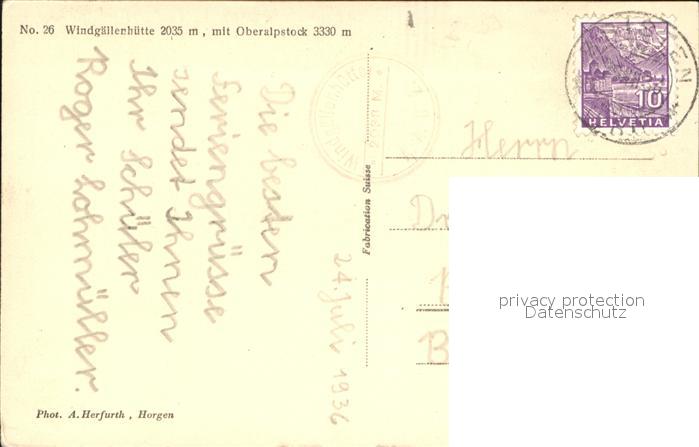 No. 26 Windgällenhütte 2035 m, mit Oberalpstock 3330 m
Die besten
Feriengrüsse
sendet Ihnen
Ihr Schüler
Roger Lohmüller.
24. Juli 1936
Fabrication Suisse
10
HELVETIA
Herrn
privacy protection
Datenschutz
Phot. A. Herfurth, Horgen